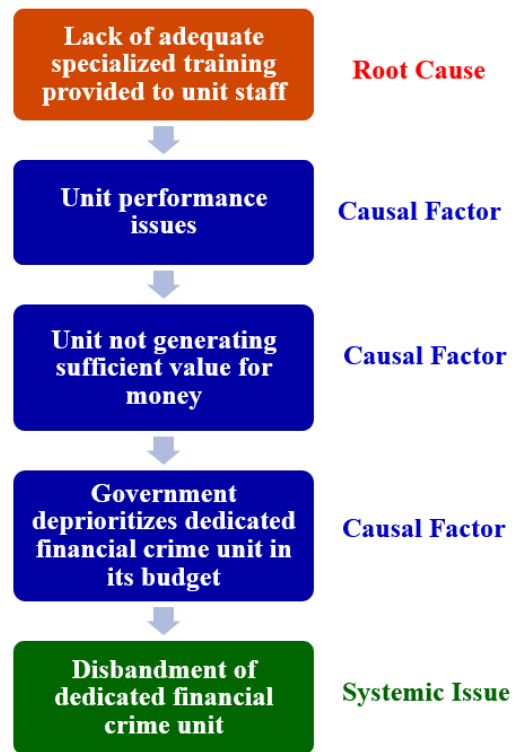 Lack of adequate
specialized training
provided to unit staff
Root Cause
Unit performance
issues
Causal Factor
Unit not generating
sufficient value for
money
Causal Factor
Government
deprioritizes dedicated
financial crime unit in
its budget
Causal Factor
Disbandment of
dedicated financial
crime unit
Systemic Issue